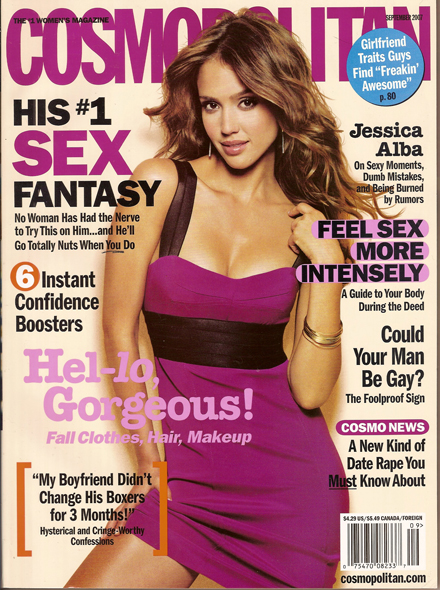 THE #1 WOMEN'S MAGAZINE
SEPTEMBER 2007
COSMOPOLITAN
Girlfriend
Traits Guys
Find "Freakin'
Awesome"
p. 80
HIS #1
SEX
FANTASY
No Woman Has Had the Nerve
to Try This on Him...and He'll
Go Totally Nuts When You Do
6 Instant
Confidence
Boosters
Hel-lo,
Gorgeous!
Fall Clothes, Hair, Makeup
"My Boyfriend Didn't
Change His Boxers
for 3 Months!"
Hysterical and Cringe-Worthy
Confessions
Jessica
Alba
On Sexy Moments,
Dumb Mistakes,
and Being Burned
by Rumors
FEEL SEX
MORE
INTENSELY
A Guide to Your Body
During the Deed
Could
Your Man
Be Gay?
The Foolproof Sign
COSMO NEWS
A New Kind of
Date Rape You
Must Know About
$4.29 US/$5.49 CANADA/FOREIGN
09>
0 75470 08233 7
cosmopolitan.com